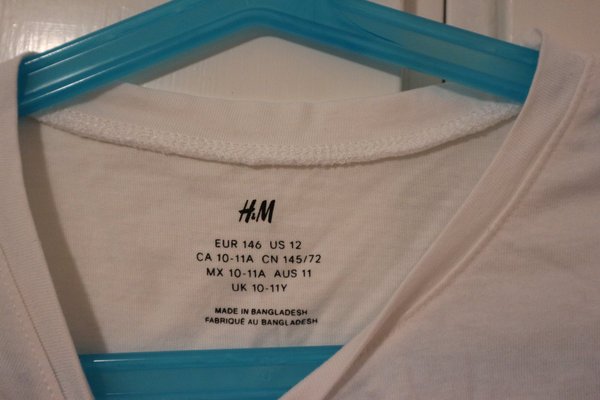 H&M
EUR 146 US 12
CA 10-11A CN 145/72
MX 10-11A AUS 11
UK 10-11Y
MADE IN BANGLADESH
FABRIQUÉ AU BANGLADESH